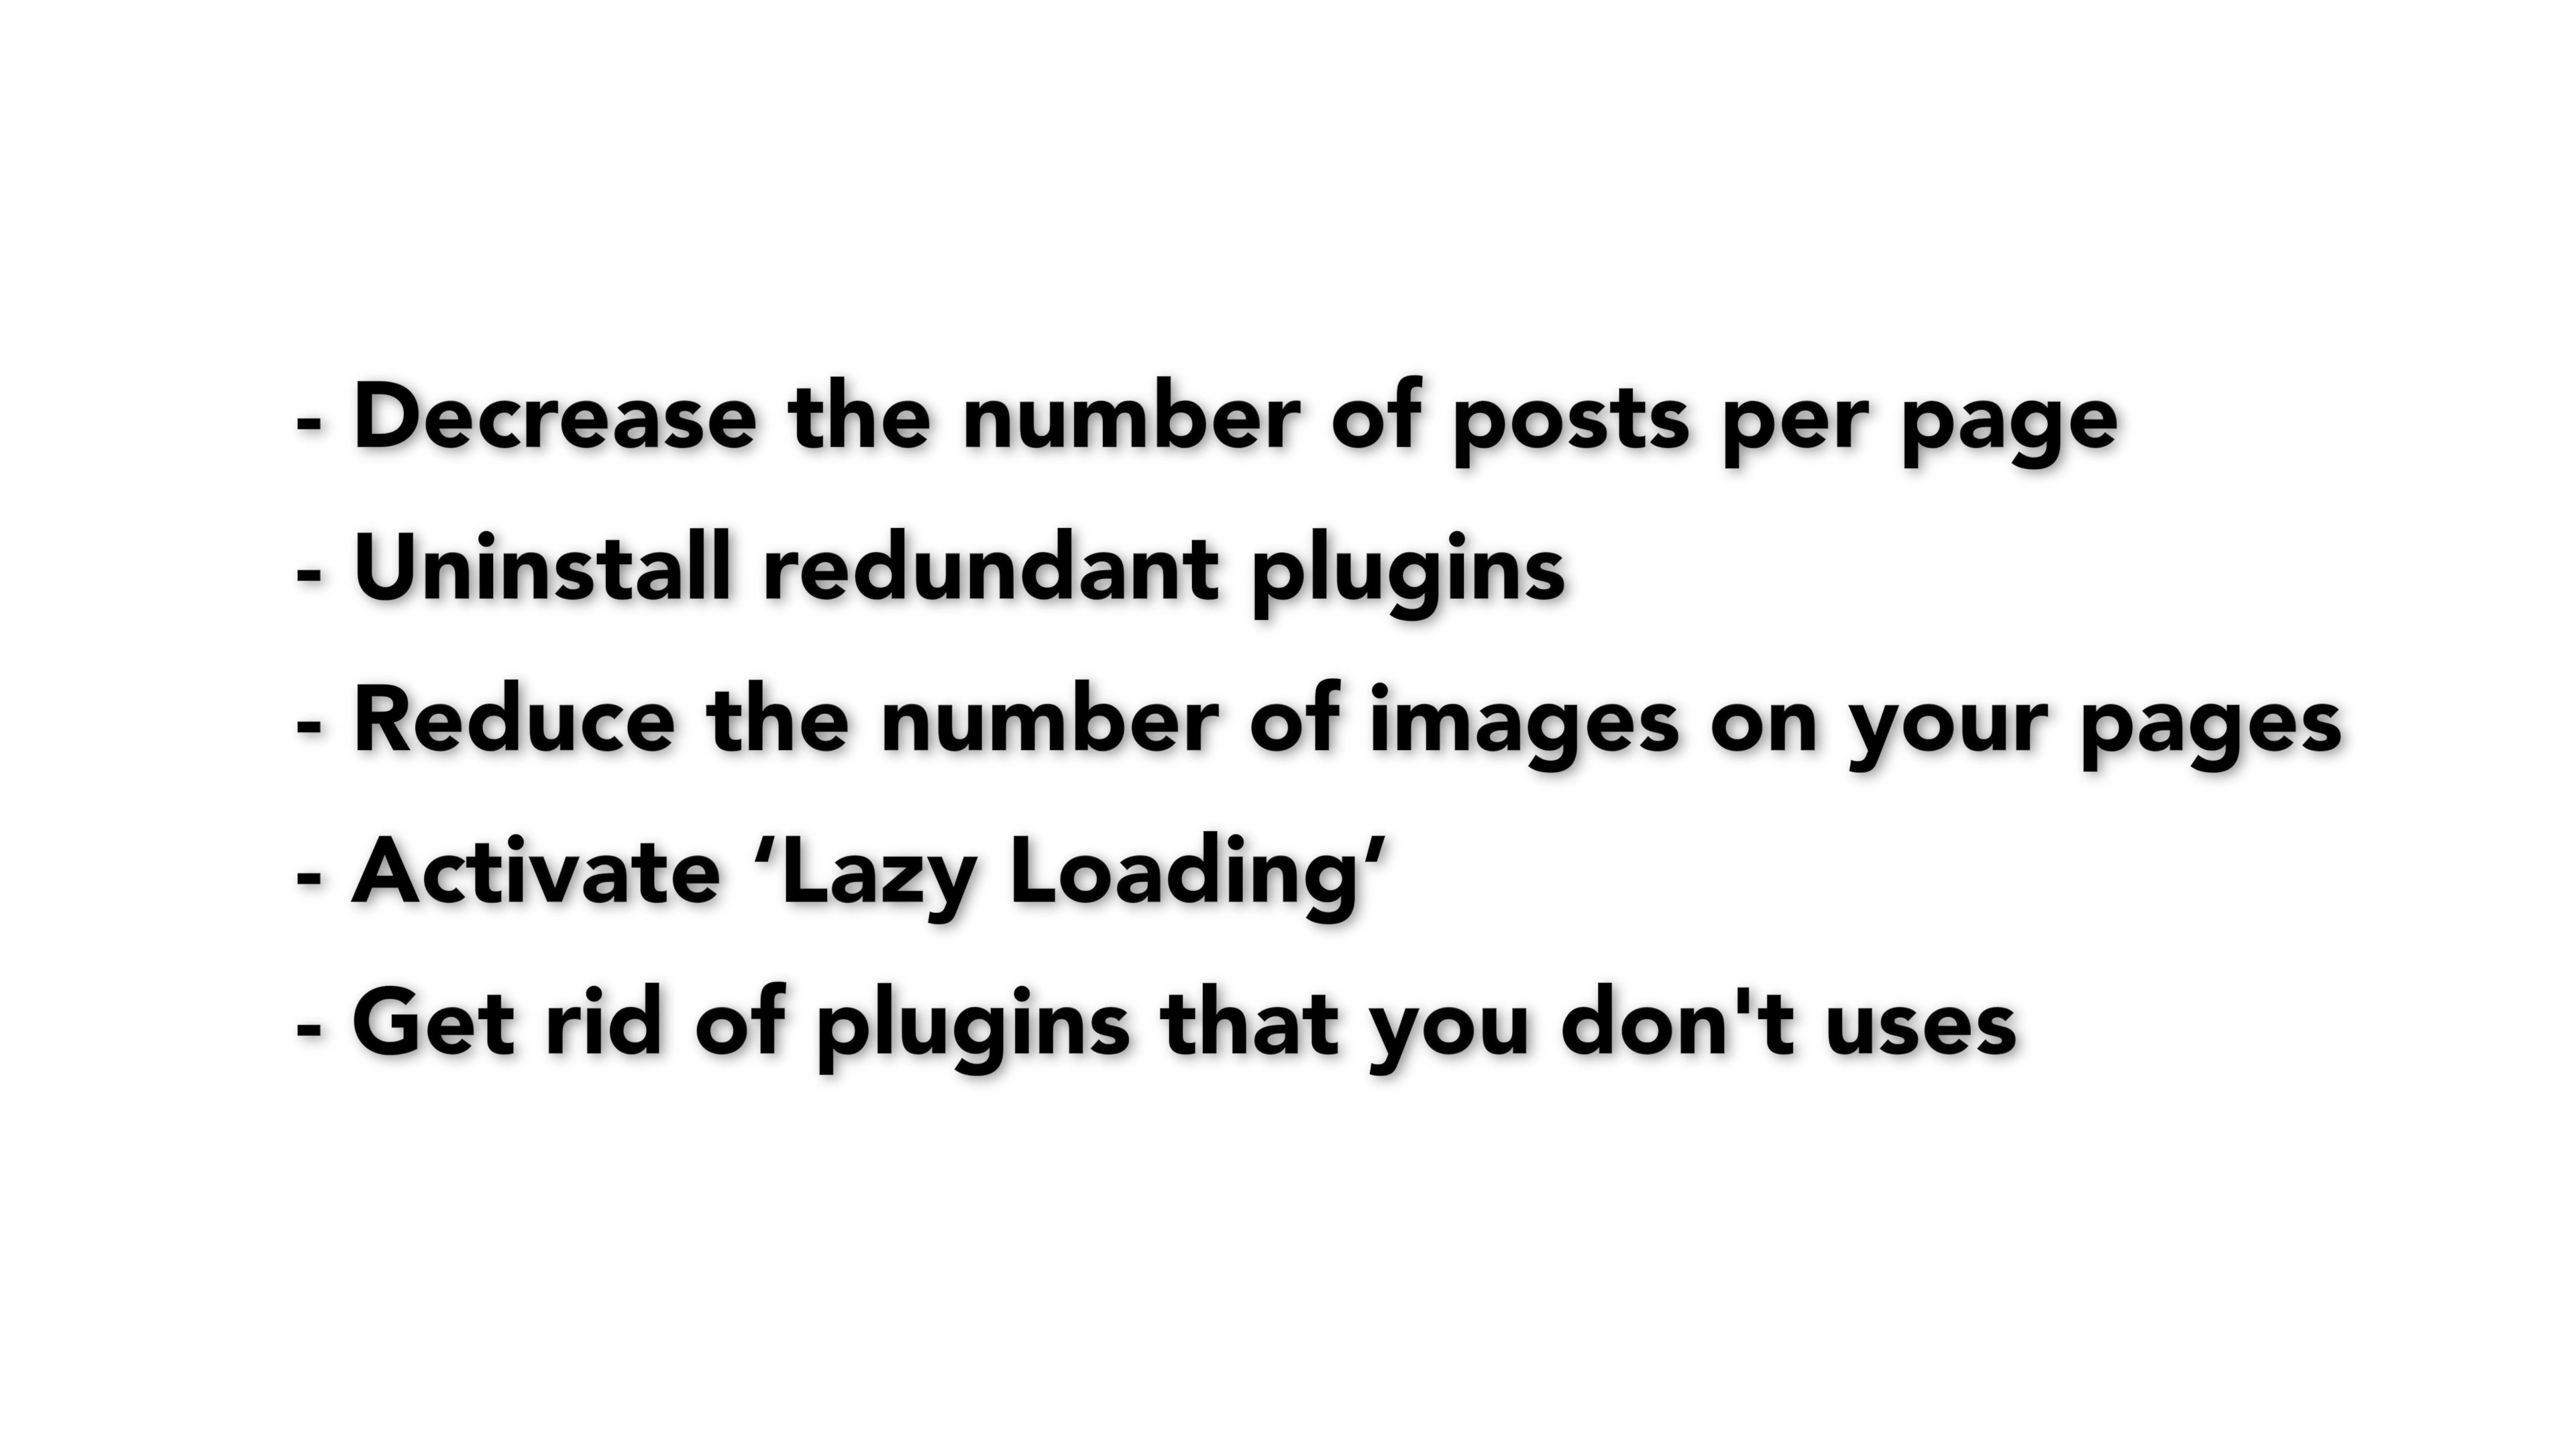 - Decrease the number of posts per page
- Uninstall redundant plugins
- Reduce the number of images on your pages
- Activate ‘Lazy Loading’
- Get rid of plugins that you don't uses